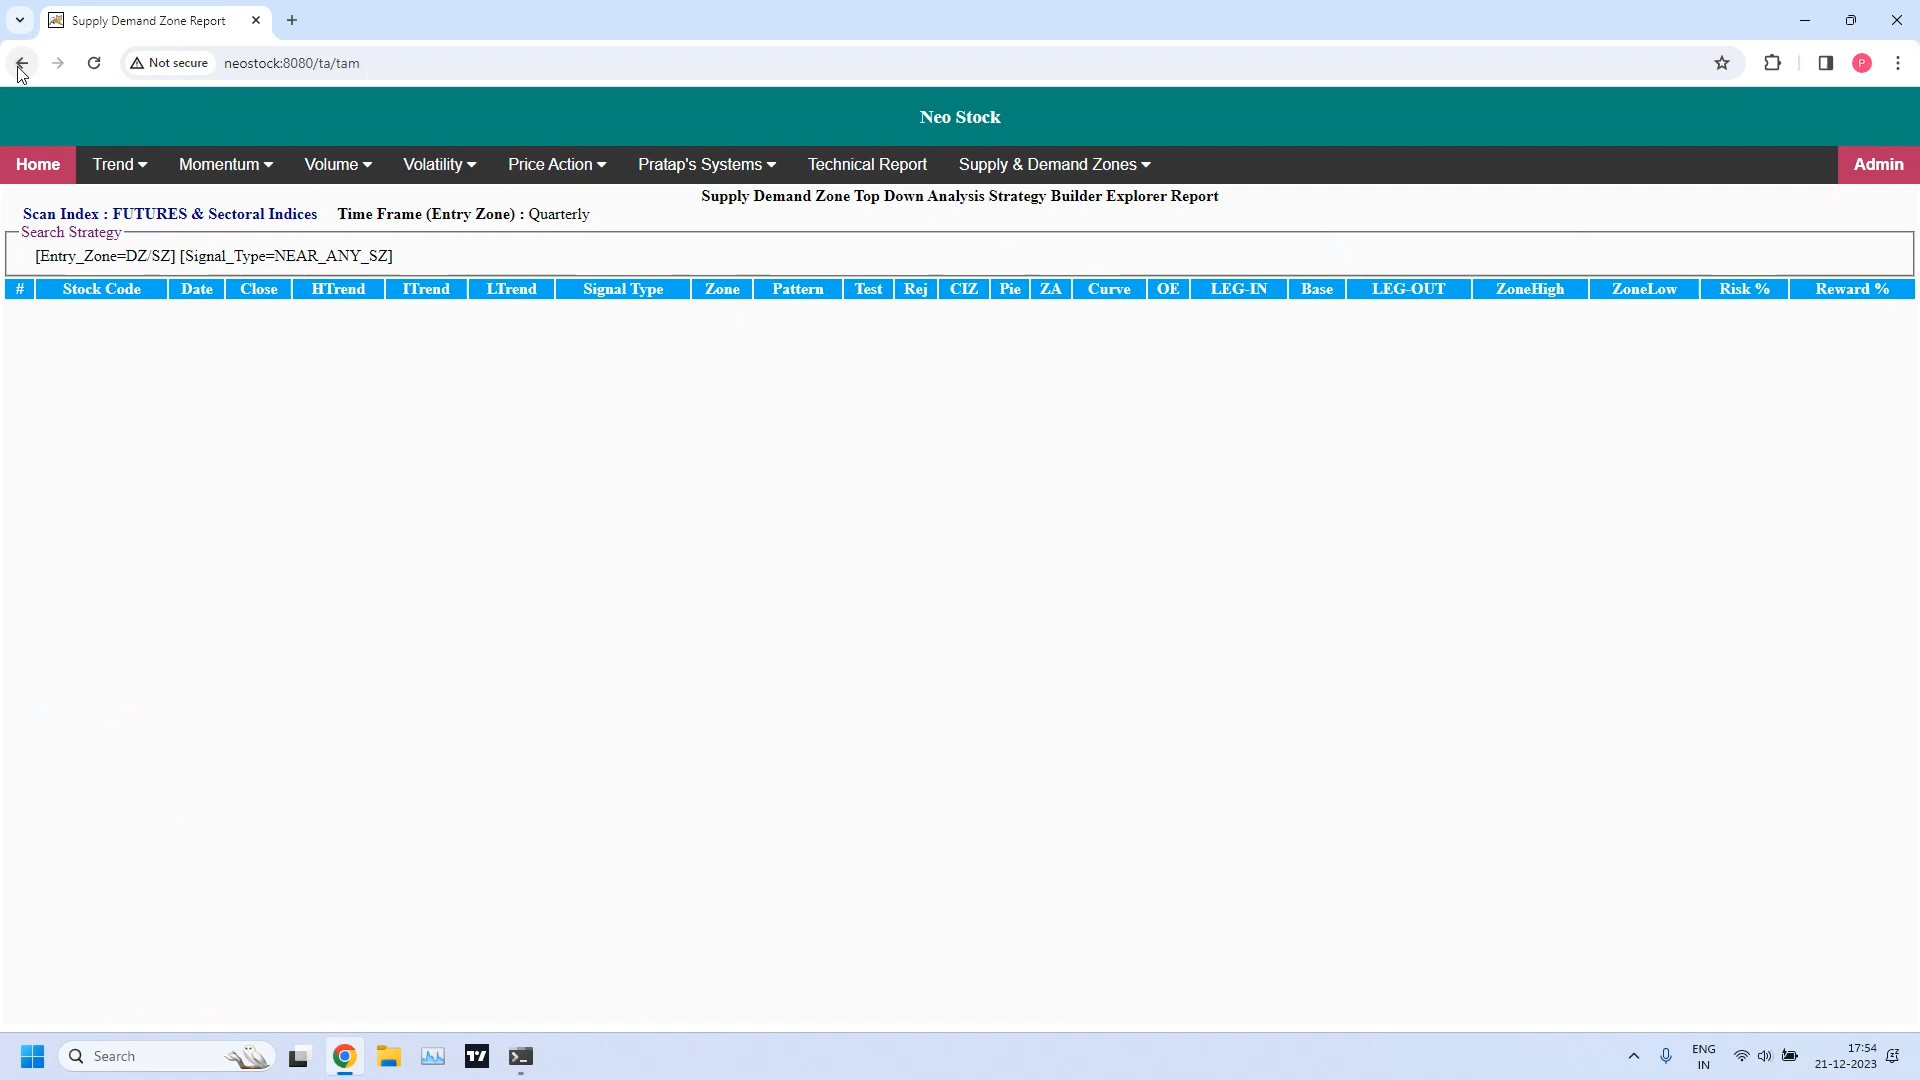 Supply Demand Zone Report
Not secure neostock:8080/ta/tam P
Neo Stock
Home Trend Momentum Volume Volatility Price Action Pratap's Systems Technical Report Supply & Demand Zones Admin
Supply Demand Zone Top Down Analysis Strategy Builder Explorer Report
Scan Index : FUTURES & Sectoral Indices Time Frame (Entry Zone) : Quarterly
Search Strategy
[Entry_Zone=DZ/SZ] [Signal_Type=NEAR_ANY_SZ]
# Stock Code Date Close HTrend ITrend LTrend Signal Type Zone Pattern Test Rej CIZ Pie ZA Curve OE LEG-IN Base LEG-OUT ZoneHigh ZoneLow Risk % Reward %
Search
ENG
IN
17:54
21-12-2023